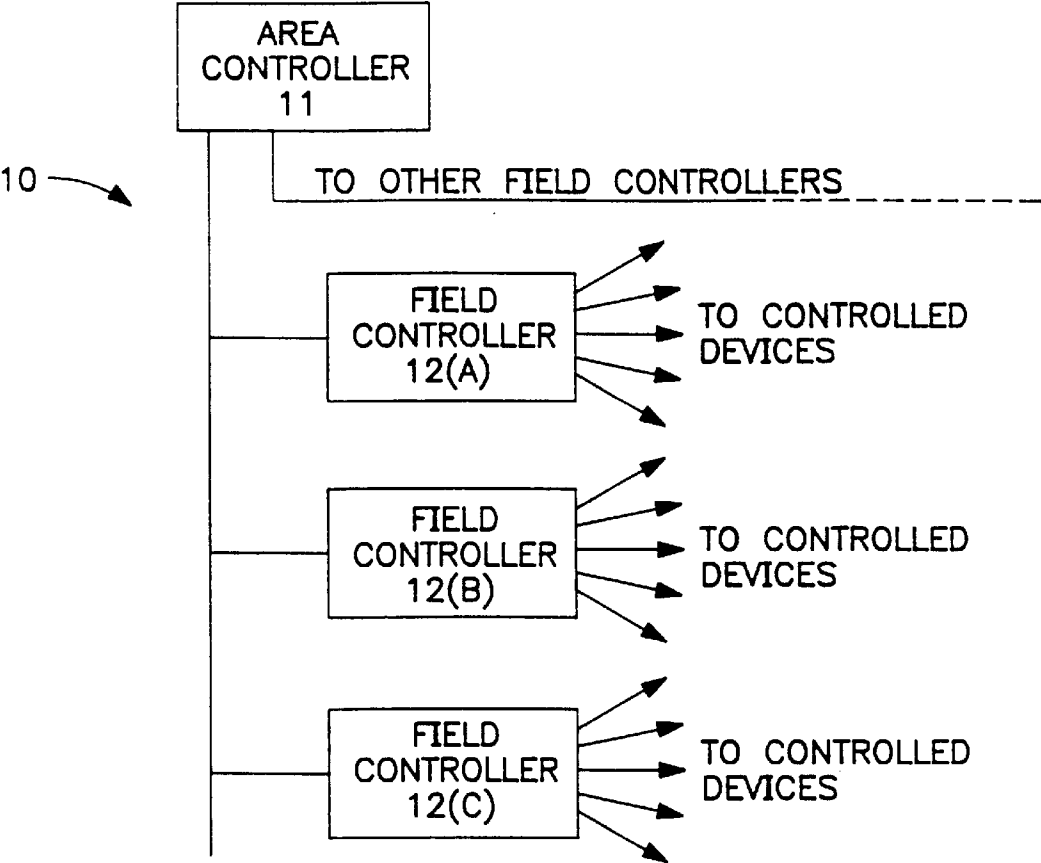 AREA
CONTROLLER
11
10
TO OTHER FIELD CONTROLLERS
FIELD
CONTROLLER
12(A)
TO CONTROLLED
DEVICES
FIELD
CONTROLLER
12(B)
TO CONTROLLED
DEVICES
FIELD
CONTROLLER
12(C)
TO CONTROLLED
DEVICES